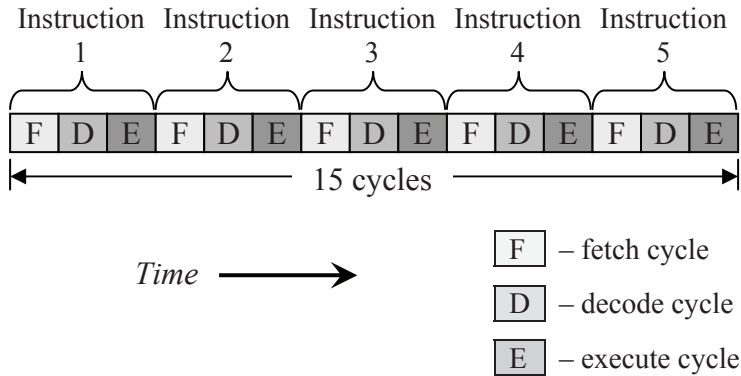 Instruction Instruction Instruction Instruction Instruction
1 2 3 4 5
F D E F D E F D E F D E F D E
15 cycles
Time
F – fetch cycle
D – decode cycle
E – execute cycle